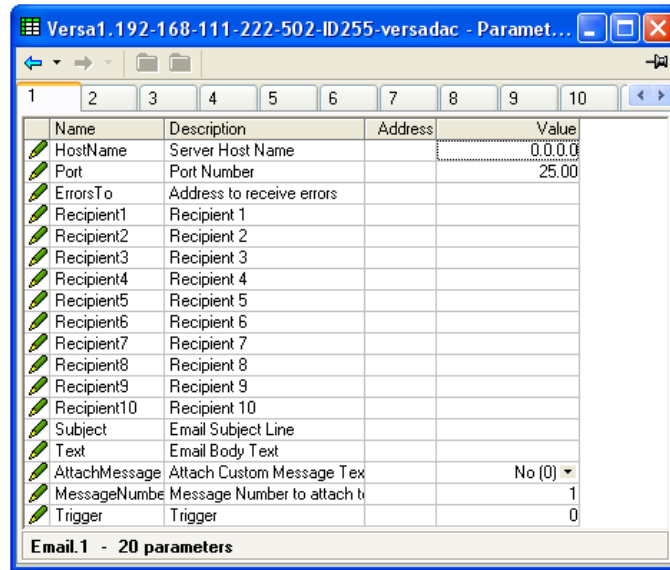 Versa1.192-168-111-222-502-ID255-versadac - Paramet...
1 2 3 4 5 6 7 8 9 10
Name Description Address Value
HostName Server Host Name 0.0.0.0
Port Port Number 25.00
ErrorsTo Address to receive errors
Recipient1 Recipient 1
Recipient2 Recipient 2
Recipient3 Recipient 3
Recipient4 Recipient 4
Recipient5 Recipient 5
Recipient6 Recipient 6
Recipient7 Recipient 7
Recipient8 Recipient 8
Recipient9 Recipient 9
Recipient10 Recipient 10
Subject Email Subject Line
Text Email Body Text
AttachMessage Attach Custom Message Tex No (0)
MessageNumbe Message Number to attach t 1
Trigger Trigger 0
Email.1 - 20 parameters